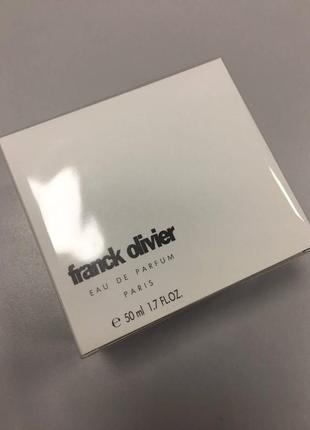 franck olivier
EAU DE PARFUM
PARIS
℮ 50 ml 1.7 FL.OZ.